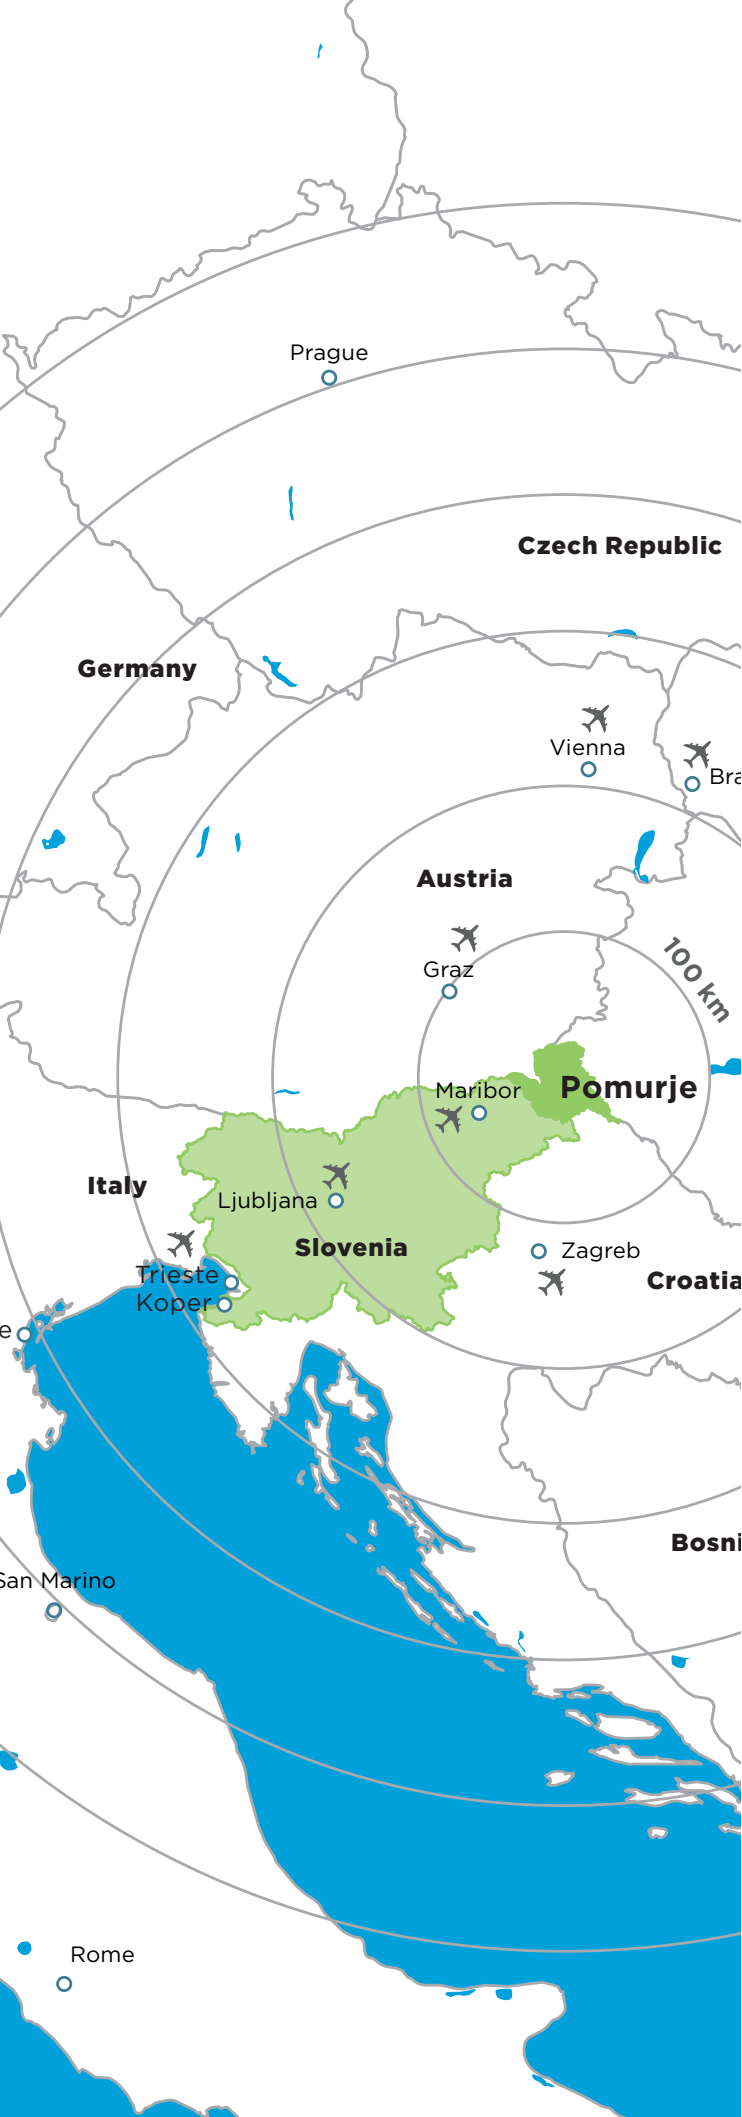 Prague
Czech Republic
Germany
Vienna
Bra
Austria
100 km
Graz
Pomurje
Maribor
Italy
Ljubljana
Slovenia
Zagreb
Trieste
Croatia
Koper
e
Bosni
San Marino
Rome